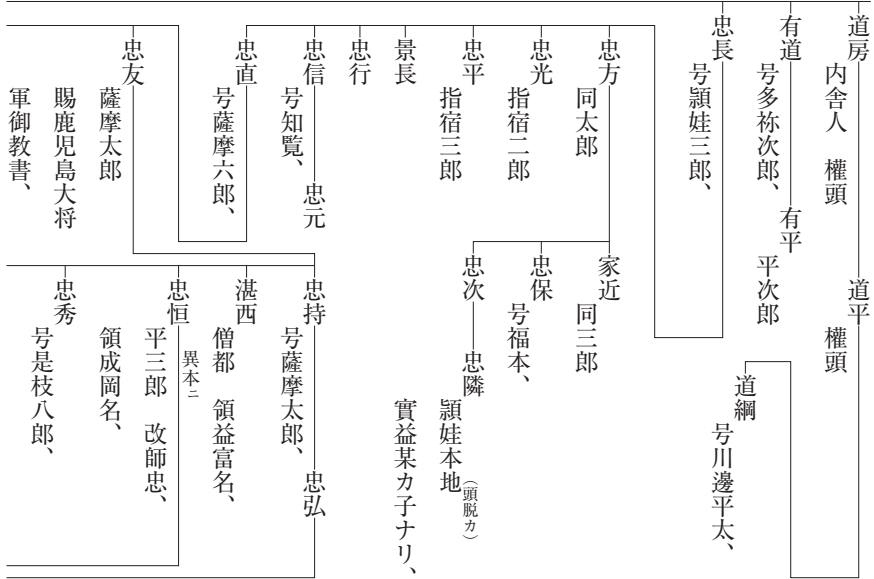 道房
内舎人　權頭
道平
權頭
有道
号多祢次郎、
有平
平次郎
道綱
号川邊平太、
忠長
号頴娃三郎、
忠方
同太郎
家近
同三郎
忠光
指宿二郎
忠保
号福本、
忠平
指宿三郎
忠次
忠隣
頴娃本地（頭脱カ）
實益某カ子ナリ、
景長
忠行
忠信
号知覧、
忠元
忠持
号薩摩太郎、
忠弘
忠直
号薩摩六郎、
湛西
僧都　領益富名、
忠恒
異本ニ
平三郎　改師忠、
領成岡名、
忠友
薩摩太郎
賜鹿児島大将
軍御教書、
忠秀
号是枝八郎、